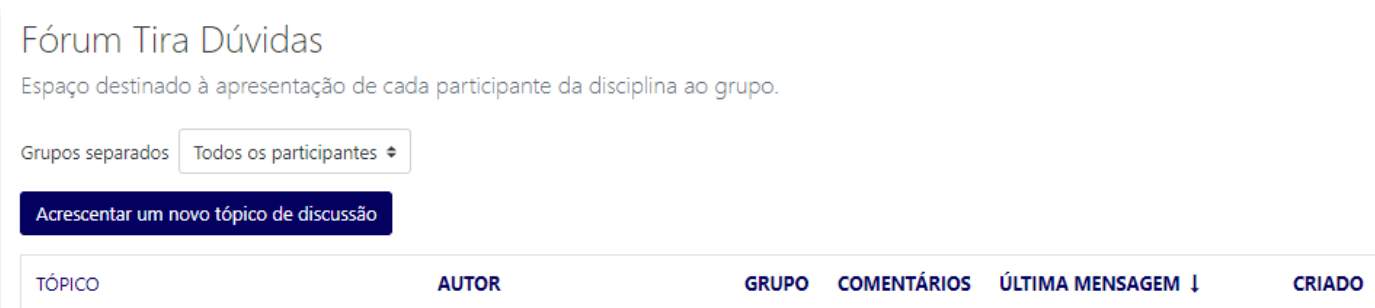 Fórum Tira Dúvidas
Espaço destinado à apresentação de cada participante da disciplina ao grupo.
Grupos separados Todos os participantes
Acrescentar um novo tópico de discussão
TÓPICO AUTOR GRUPO COMENTÁRIOS ÚLTIMA MENSAGEM ↓ CRIADO